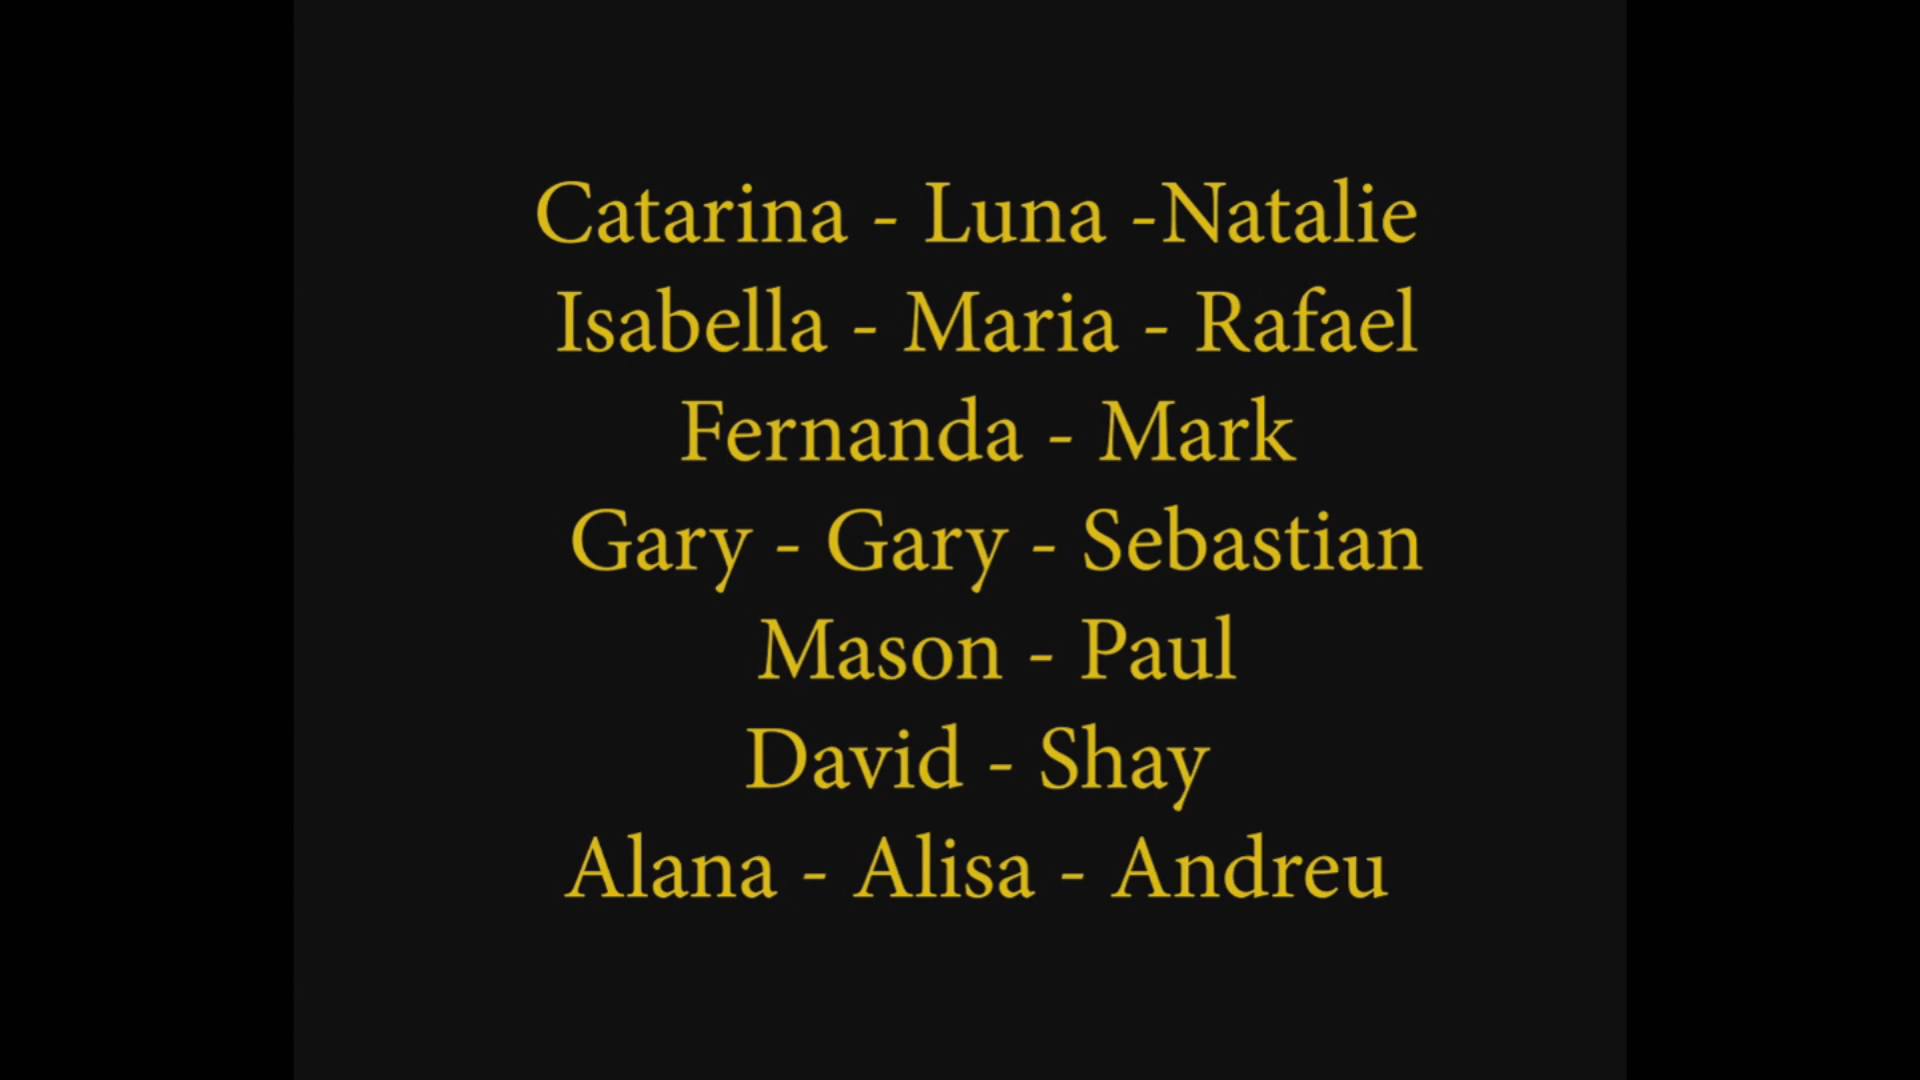 Catarina - Luna -Natalie
Isabella - Maria - Rafael
Fernanda - Mark
Gary - Gary - Sebastian
Mason - Paul
David - Shay
Alana - Alisa - Andreu